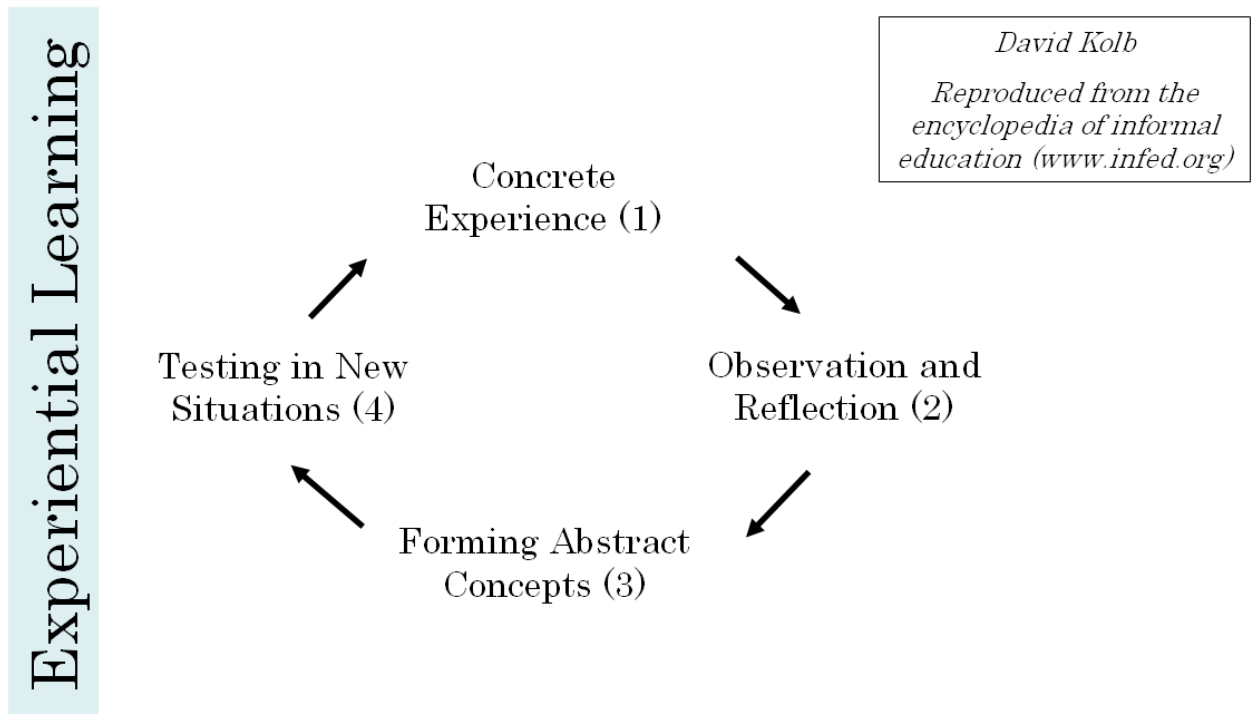 Experiential Learning
David Kolb
Reproduced from the
encyclopedia of informal
education (www.infed.org)
Concrete
Experience (1)
Observation and
Reflection (2)
Forming Abstract
Concepts (3)
Testing in New
Situations (4)